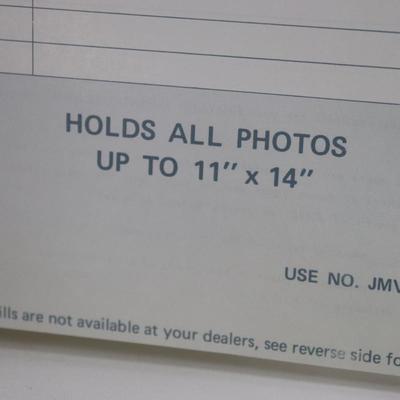 HOLDS ALL PHOTOS
UP TO 11" x 14"
USE NO. JMV
ills are not available at your dealers, see reverse side fo